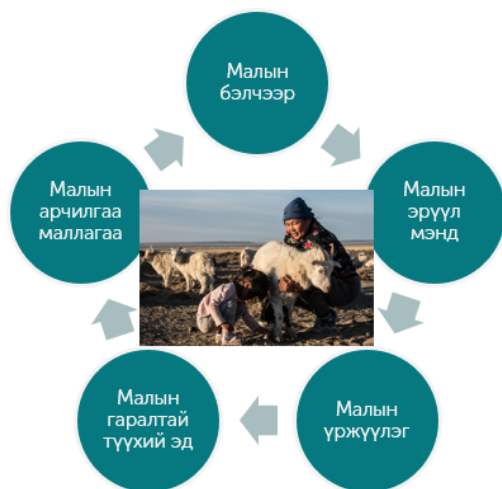 Малын
бэлчээр
Малын
эрүүл
мэнд
Малын
үржүүлэг
Малын
гаралтай
түүхий эд
Малын
арчилгаа
маллагаа